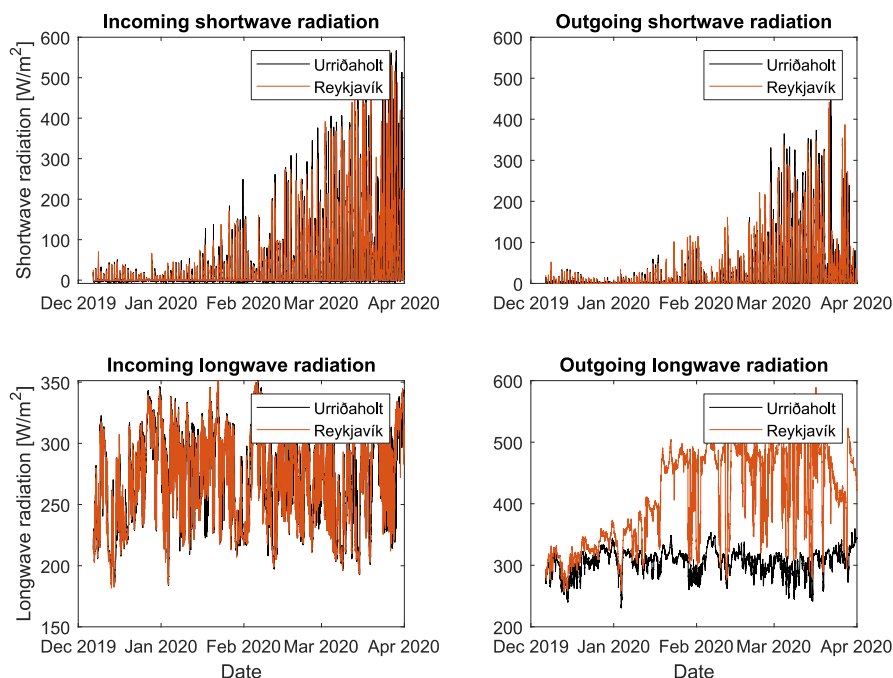 Incoming shortwave radiation
Outgoing shortwave radiation
Shortwave radiation [W/m²]
600
500
400
300
200
100
0
Urriðaholt
Reykjavík
Dec 2019 Jan 2020 Feb 2020 Mar 2020 Apr 2020
600
500
400
300
200
100
0
Urriðaholt
Reykjavík
Dec 2019 Jan 2020 Feb 2020 Mar 2020 Apr 2020
Incoming longwave radiation
Outgoing longwave radiation
Longwave radiation [W/m²]
350
300
250
200
150
Urriðaholt
Reykjavík
Dec 2019 Jan 2020 Feb 2020 Mar 2020 Apr 2020
Date
600
500
400
300
200
Urriðaholt
Reykjavík
Dec 2019 Jan 2020 Feb 2020 Mar 2020 Apr 2020
Date